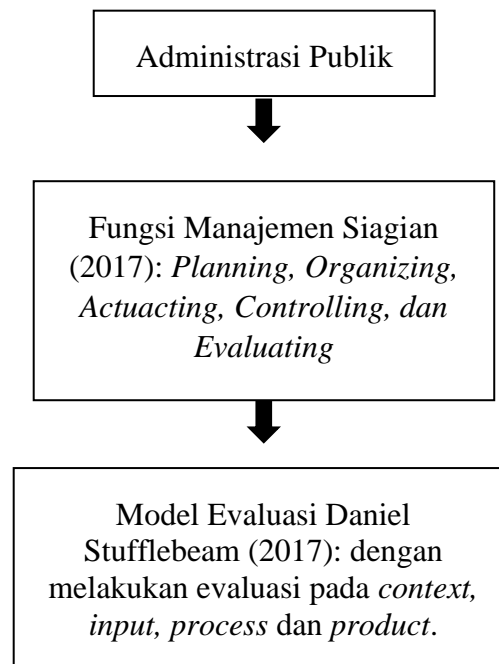 Administrasi Publik
Fungsi Manajemen Siagian
(2017): Planning, Organizing,
Actuacting, Controlling, dan
Evaluating
Model Evaluasi Daniel
Stufflebeam (2017): dengan
melakukan evaluasi pada context,
input, process dan product.